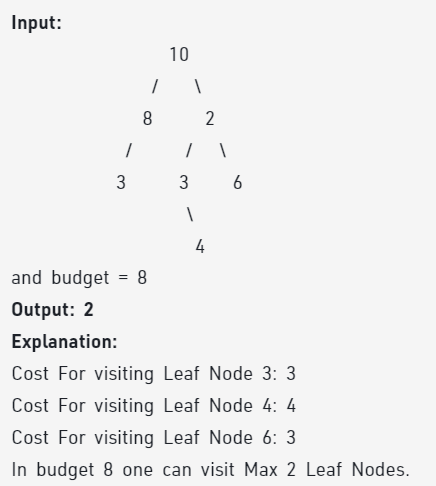 Input:
10
/ \
8 2
/ / \
3 3 6
\
4
and budget = 8
Output: 2
Explanation:
Cost For visiting Leaf Node 3: 3
Cost For visiting Leaf Node 4: 4
Cost For visiting Leaf Node 6: 3
In budget 8 one can visit Max 2 Leaf Nodes.